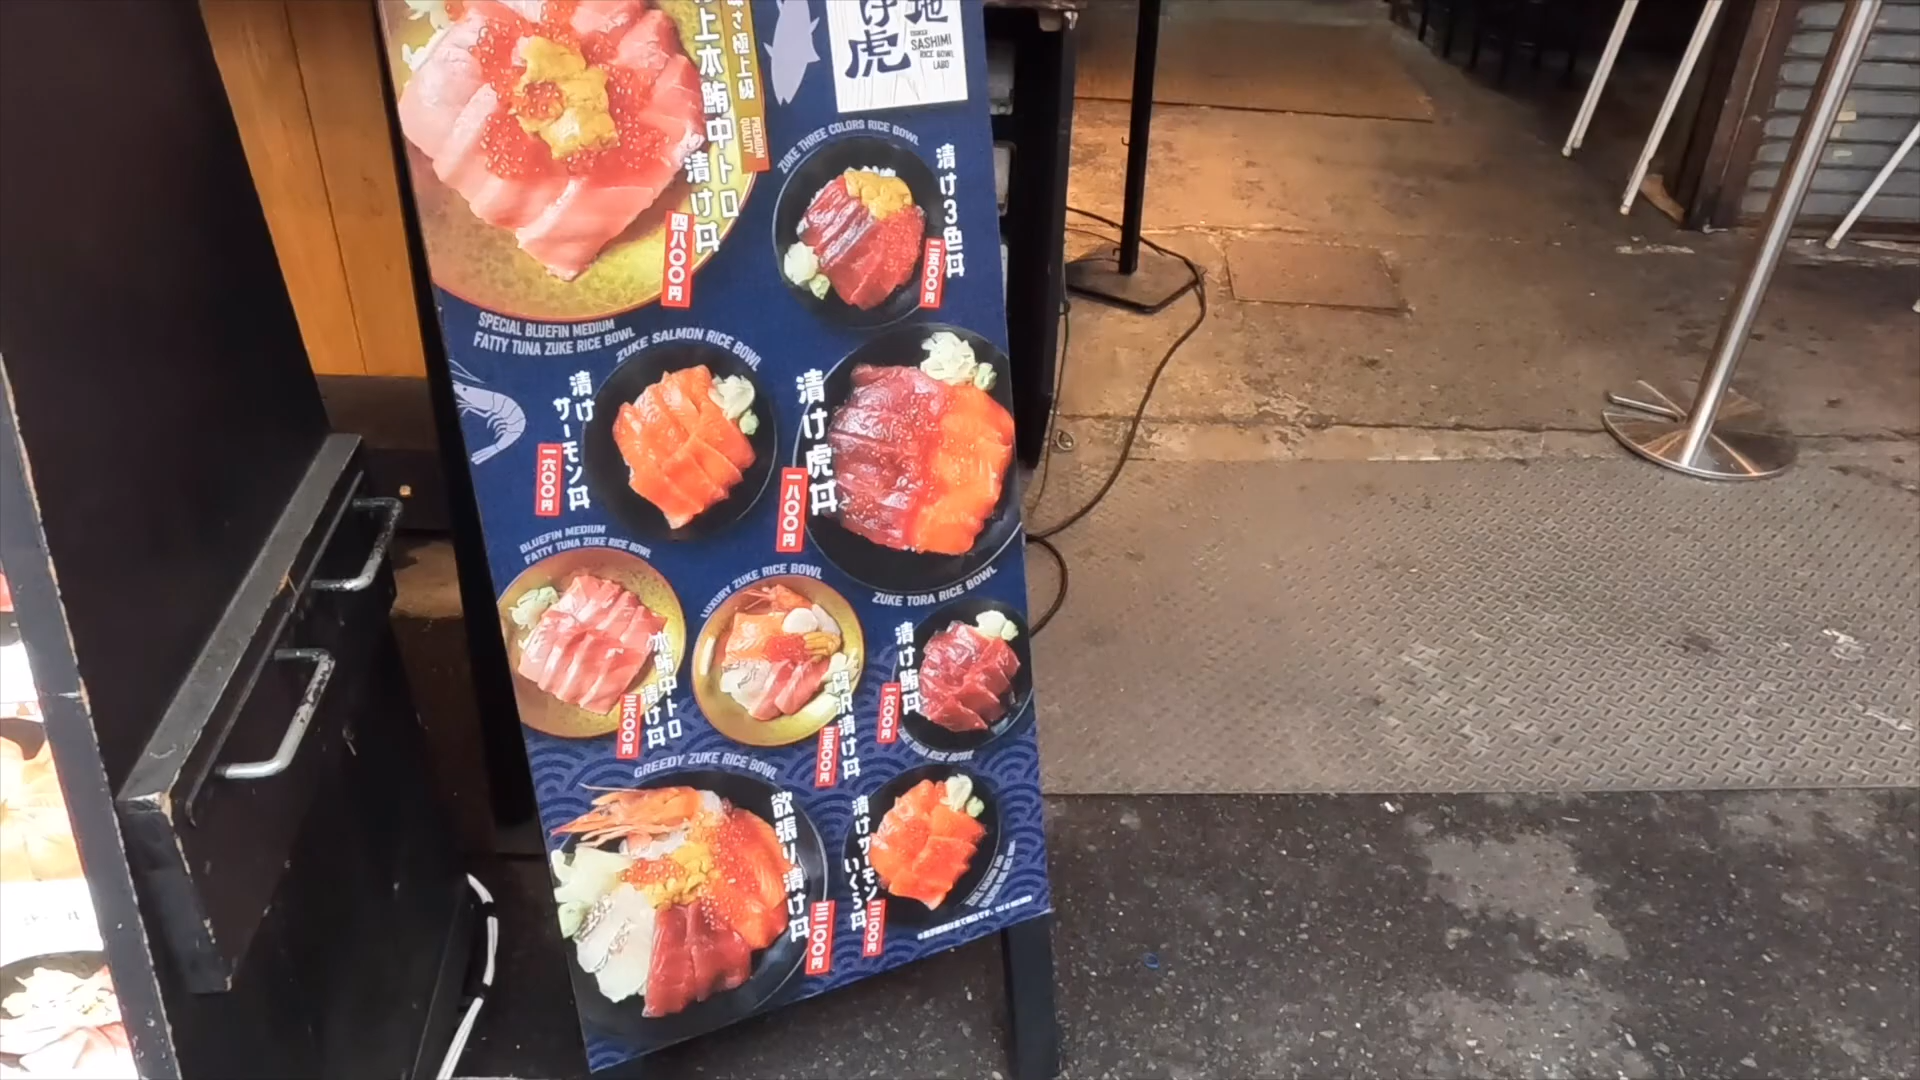 虎
SASHIMI
RICE BOWL
LABO
極上級
PREMIUM
QUALITY
上本鮪中トロ
漬け丼
四八〇〇円
SPECIAL BLUEFIN MEDIUM
FATTY TUNA ZUKE RICE BOWL
ZUKE THREE COLORS RICE BOWL
漬け3色丼
二五〇〇円
ZUKE SALMON RICE BOWL
漬け
サーモン丼
一六〇〇円
漬け虎丼
一八〇〇円
ZUKE TORA RICE BOWL
BLUEFIN MEDIUM
FATTY TUNA ZUKE RICE BOWL
本鮪中トロ
漬け丼
三六〇〇円
LUXURY ZUKE RICE BOWL
贅沢漬け丼
三五〇〇円
漬け鮪丼
一六〇〇円
ZUKE TUNA RICE BOWL
GREEDY ZUKE RICE BOWL
欲張り漬け丼
三二〇〇円
漬けサーモン
いくら丼